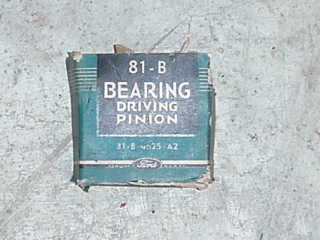 81-B
BEARING
DRIVING
PINION
81-B 4625 A2
Ford